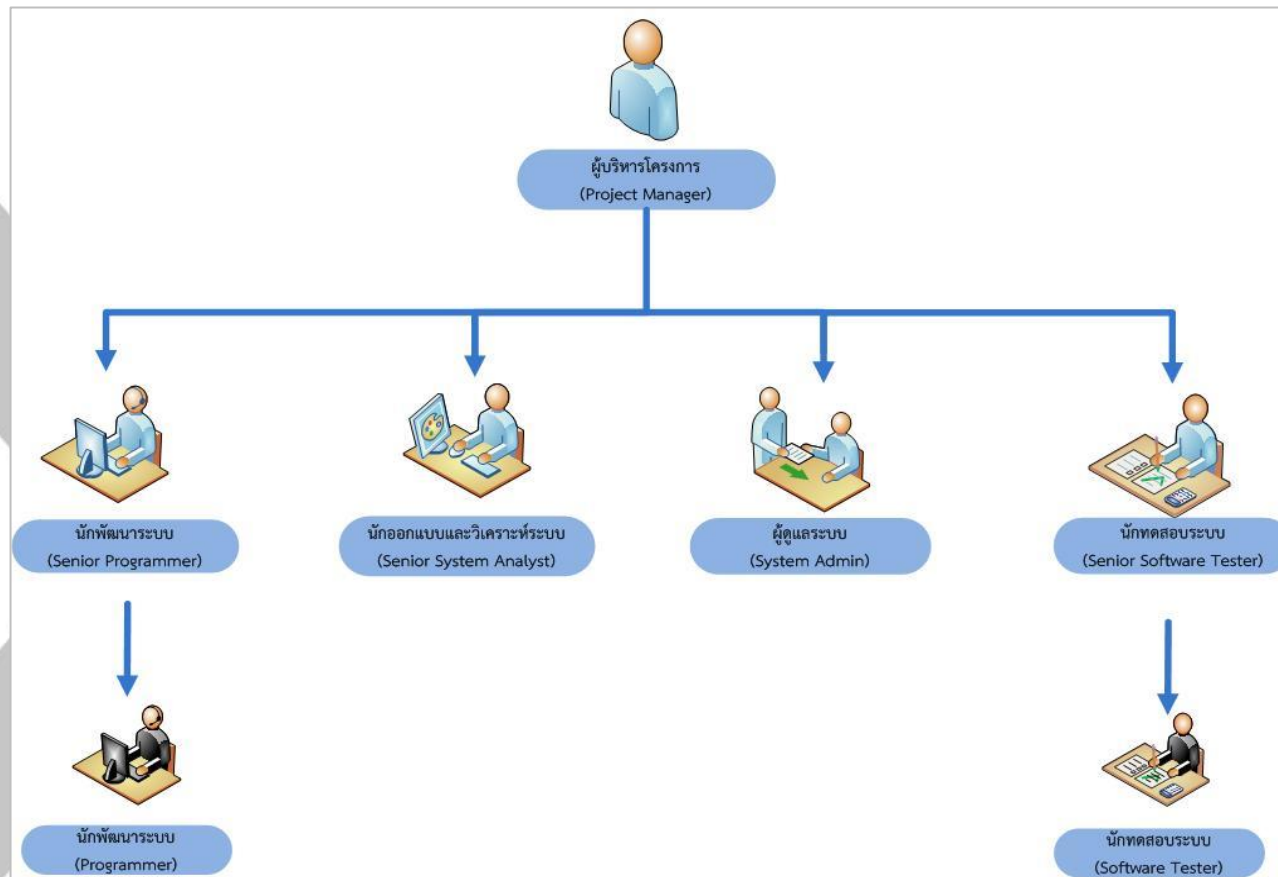 ผู้บริหารโครงการ
(Project Manager)
นักพัฒนาระบบ
(Senior Programmer)
นักออกแบบและวิเคราะห์ระบบ
(Senior System Analyst)
ผู้ดูแลระบบ
(System Admin)
นักทดสอบระบบ
(Senior Software Tester)
นักพัฒนาระบบ
(Programmer)
นักทดสอบระบบ
(Software Tester)